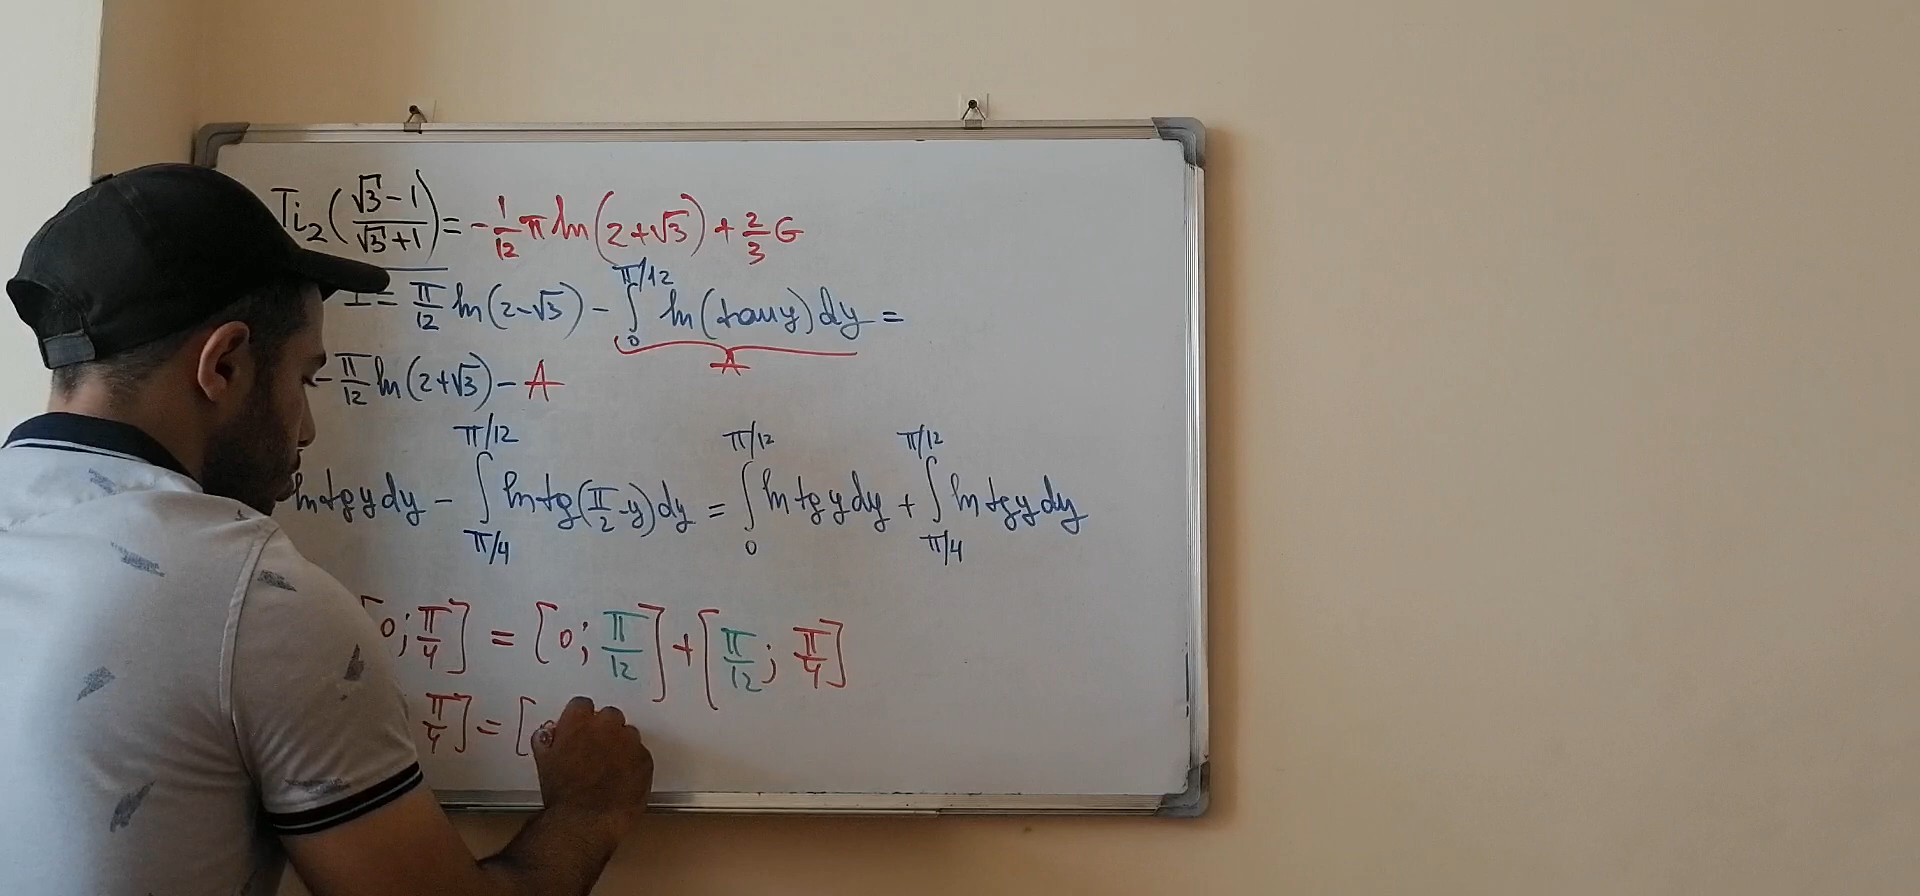 Ti₂(√3-1/√3+1) = -1/12 π ln(2+√3) + 2/3 G
I = π/12 ln(2-√3) - ∫₀^{π/12} ln(tan y) dy =
A
- π/12 ln(2+√3) - A
ln tg y dy - ∫_{π/4}^{π/12} ln tg(π/2 - y) dy = ∫₀^{π/12} ln tg y dy + ∫_{π/4}^{π/12} ln tg y dy
[0; π/4] = [0; π/12] + [π/12; π/4]
π/4] = [